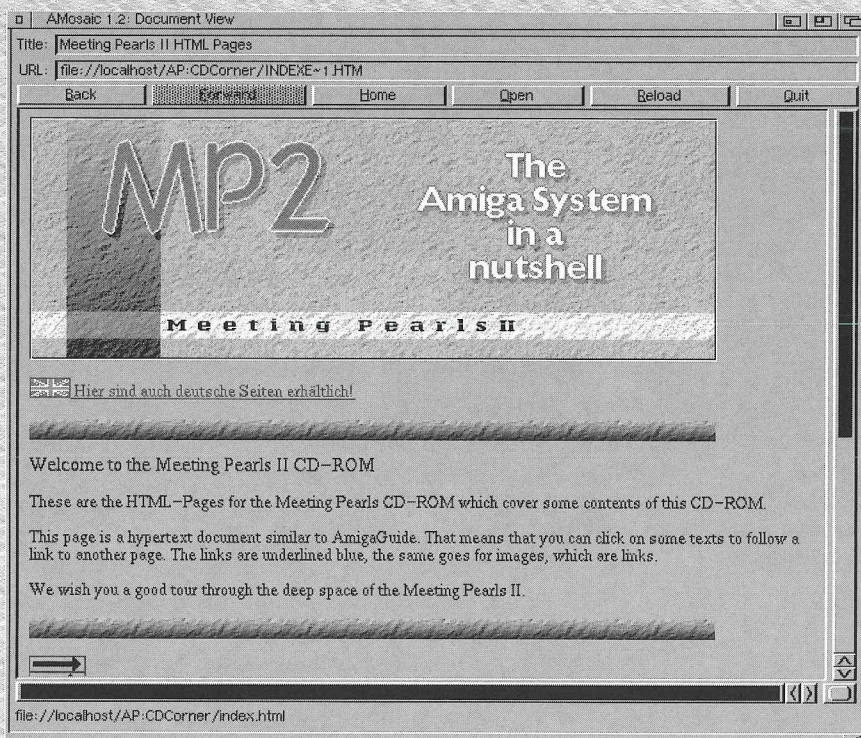 AMosaic 1.2: Document View
Title: Meeting Pearls II HTML Pages
URL: file://localhost/AP:CDCorner/INDEXE~1.HTM
Back Forward Home Open Reload Quit
MP2
The
Amiga System
in a
nutshell
Meeting Pearls II
Hier sind auch deutsche Seiten erhältlich!
Welcome to the Meeting Pearls II CD-ROM
These are the HTML-Pages for the Meeting Pearls CD-ROM which cover some contents of this CD-ROM.
This page is a hypertext document similar to AmigaGuide. That means that you can click on some texts to follow a
link to another page. The links are underlined blue, the same goes for images, which are links.
We wish you a good tour through the deep space of the Meeting Pearls II.
file://localhost/AP:CDCorner/index.html